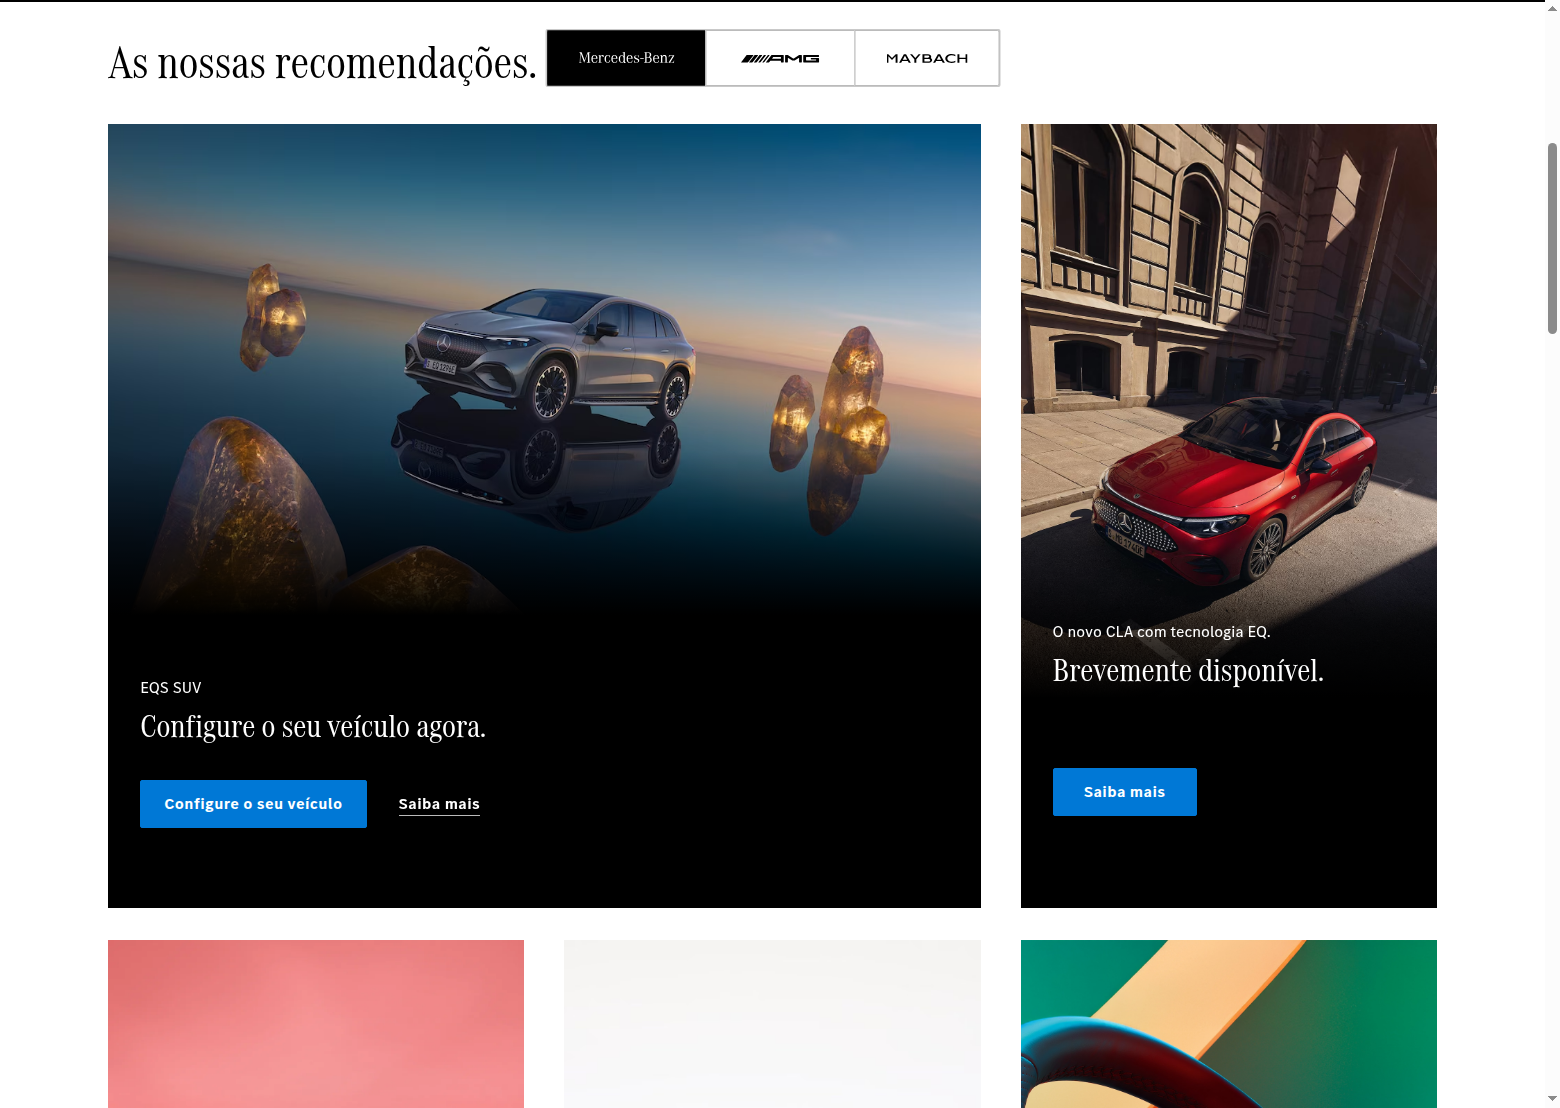 As nossas recomendações.
Mercedes-Benz
AMG
MAYBACH
EQS SUV
Configure o seu veículo agora.
Configure o seu veículo
Saiba mais
O novo CLA com tecnologia EQ.
Brevemente disponível.
Saiba mais